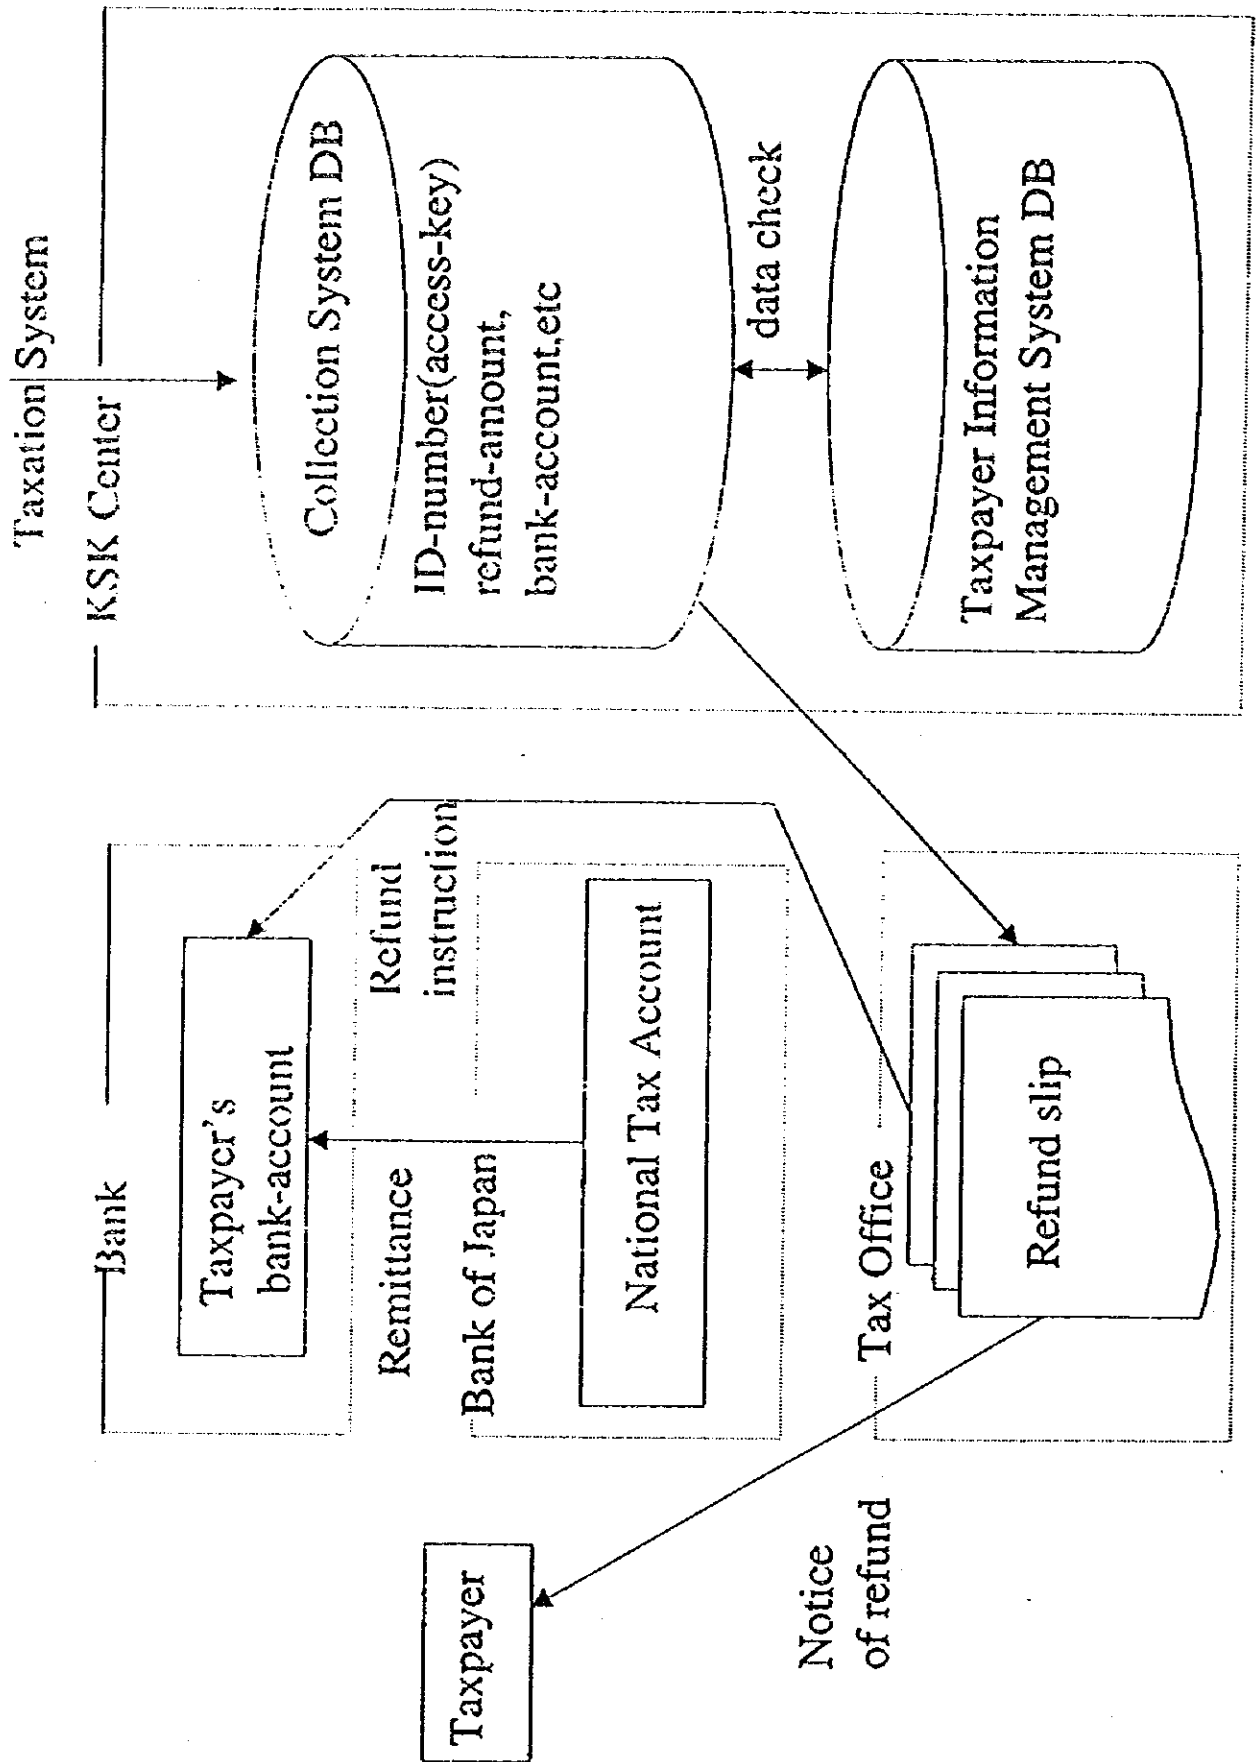 Taxation System
KSK Center
Collection System DB
ID-number(access-key)
refund-amount,
bank-account,etc
data check
Taxpayer Information
Management System DB
Bank
Taxpayer's
bank-account
Refund
instruction
Remittance
Bank of Japan
National Tax Account
Tax Office
Refund slip
Taxpayer
Notice
of refund